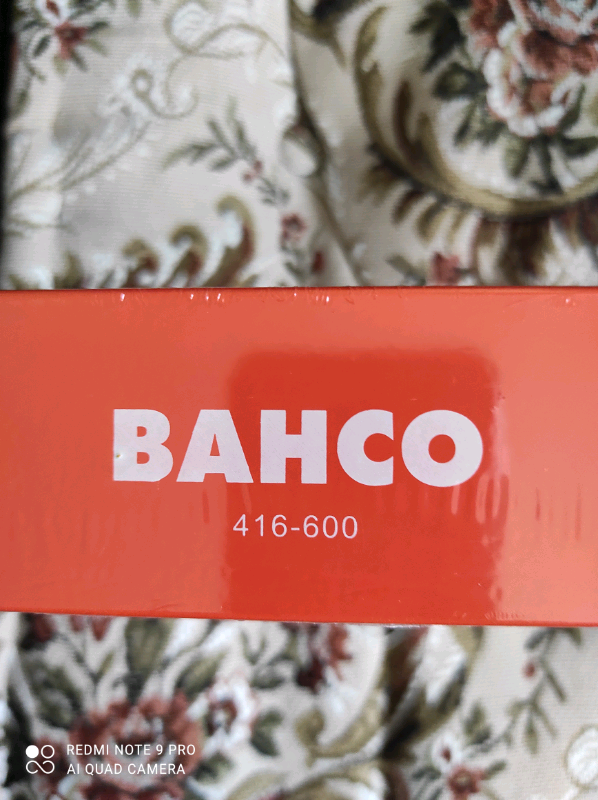 BAHCO
416-600
REDMI NOTE 9 PRO
AI QUAD CAMERA